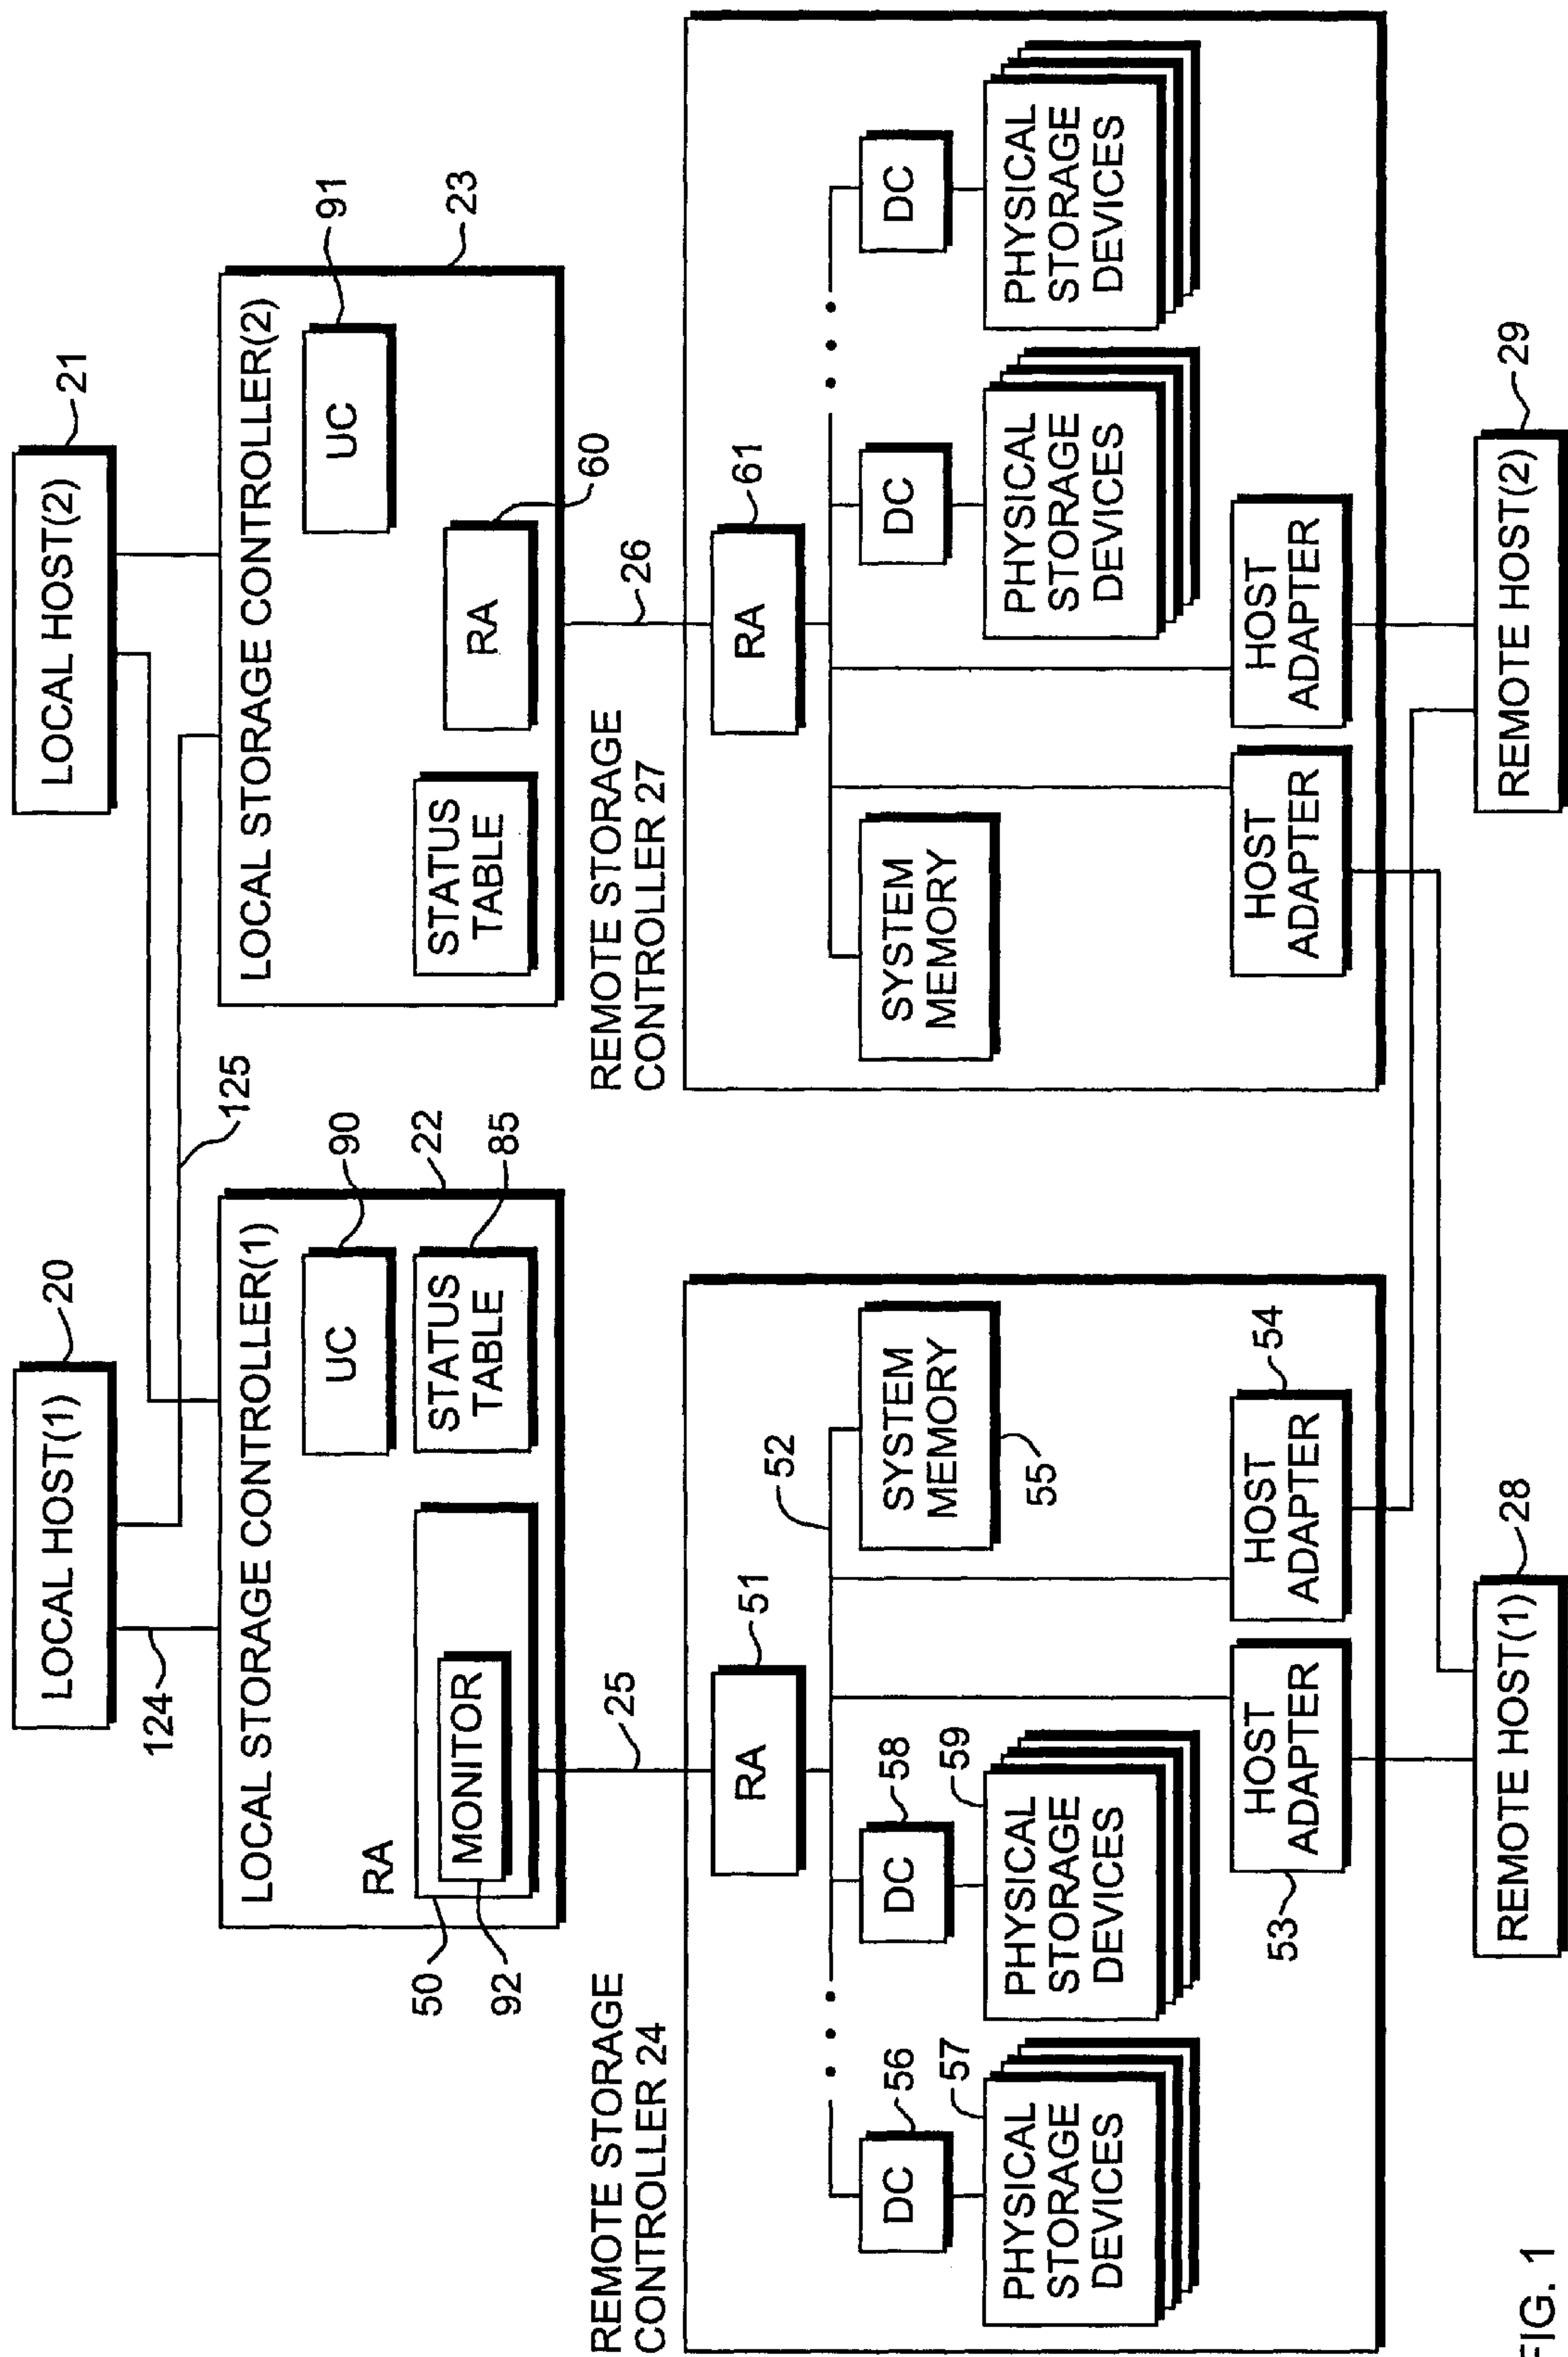 LOCAL HOST(1)
20
LOCAL HOST(2)
21
124
125
LOCAL STORAGE CONTROLLER(1)
UC
90
22
RA
MONITOR
STATUS
TABLE
85
50
92
LOCAL STORAGE CONTROLLER(2)
UC
91
23
STATUS
TABLE
RA
60
REMOTE STORAGE
CONTROLLER 24
25
RA
51
52
DC
56
DC
58
SYSTEM
MEMORY
55
PHYSICAL
STORAGE
DEVICES
57
PHYSICAL
STORAGE
DEVICES
59
HOST
ADAPTER
53
HOST
ADAPTER
54
REMOTE STORAGE
CONTROLLER 27
26
RA
61
SYSTEM
MEMORY
DC
DC
PHYSICAL
STORAGE
DEVICES
PHYSICAL
STORAGE
DEVICES
HOST
ADAPTER
HOST
ADAPTER
REMOTE HOST(1)
28
REMOTE HOST(2)
29
FIG. 1